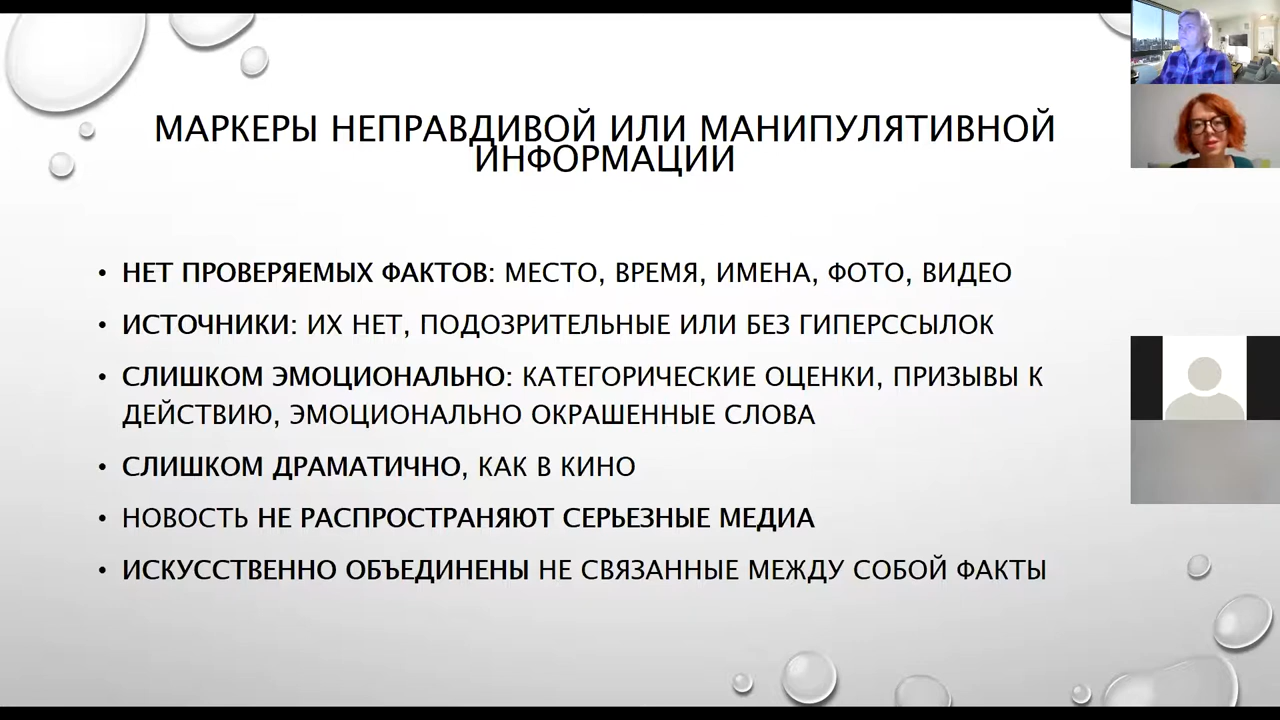 МАРКЕРЫ НЕПРАВДИВОЙ ИЛИ МАНИПУЛЯТИВНОЙ
ИНФОРМАЦИИ
• НЕТ ПРОВЕРЯЕМЫХ ФАКТОВ: МЕСТО, ВРЕМЯ, ИМЕНА, ФОТО, ВИДЕО
• ИСТОЧНИКИ: ИХ НЕТ, ПОДОЗРИТЕЛЬНЫЕ ИЛИ БЕЗ ГИПЕРССЫЛОК
• СЛИШКОМ ЭМОЦИОНАЛЬНО: КАТЕГОРИЧЕСКИЕ ОЦЕНКИ, ПРИЗЫВЫ К
ДЕЙСТВИЮ, ЭМОЦИОНАЛЬНО ОКРАШЕННЫЕ СЛОВА
• СЛИШКОМ ДРАМАТИЧНО, КАК В КИНО
• НОВОСТЬ НЕ РАСПРОСТРАНЯЮТ СЕРЬЕЗНЫЕ МЕДИА
• ИСКУССТВЕННО ОБЪЕДИНЕНЫ НЕ СВЯЗАННЫЕ МЕЖДУ СОБОЙ ФАКТЫ